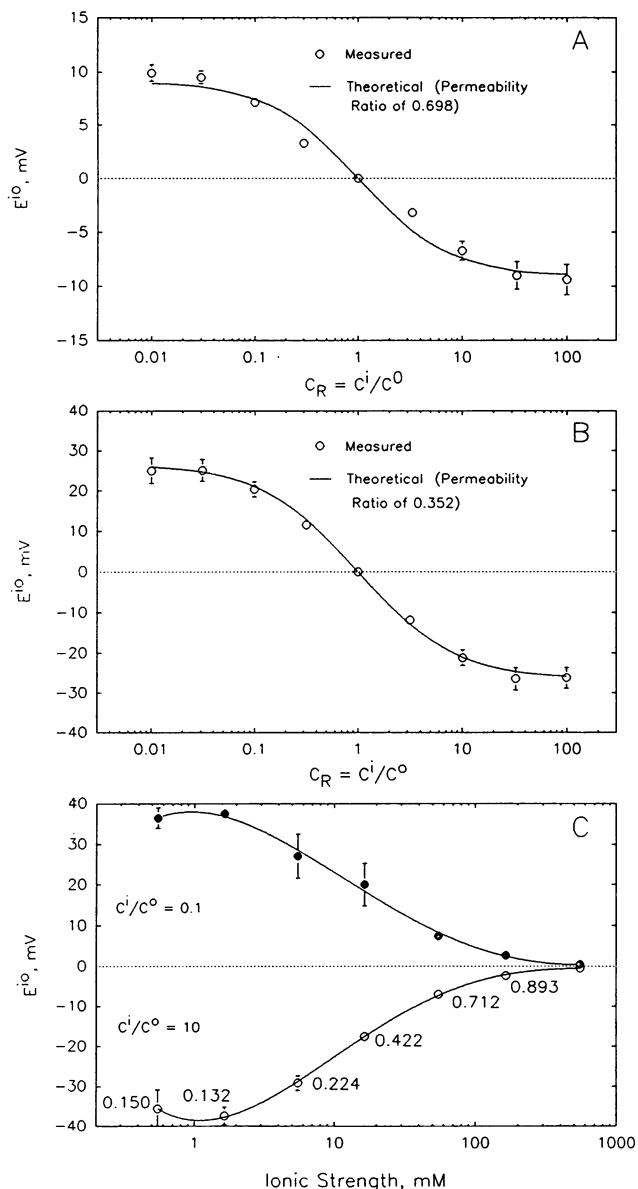 15
A
10
Measured
Theoretical (Permeability
Ratio of 0.698)
5
0
E^io, mV
-5
-10
-15
0.01 0.1 1 10 100
C_R = C^i/C^0
40
B
30
Measured
20
Theoretical (Permeability
Ratio of 0.352)
10
0
E^io, mV
-10
-20
-30
-40
0.01 0.1 1 10 100
C_R = C^i/C^o
40
C
30
20
C^i/C^o = 0.1
10
0
E^io, mV
0.893
0.712
-10
C^i/C^o = 10
0.422
-20
0.224
-30
0.150 0.132
-40
1 10 100 1000
Ionic Strength, mM